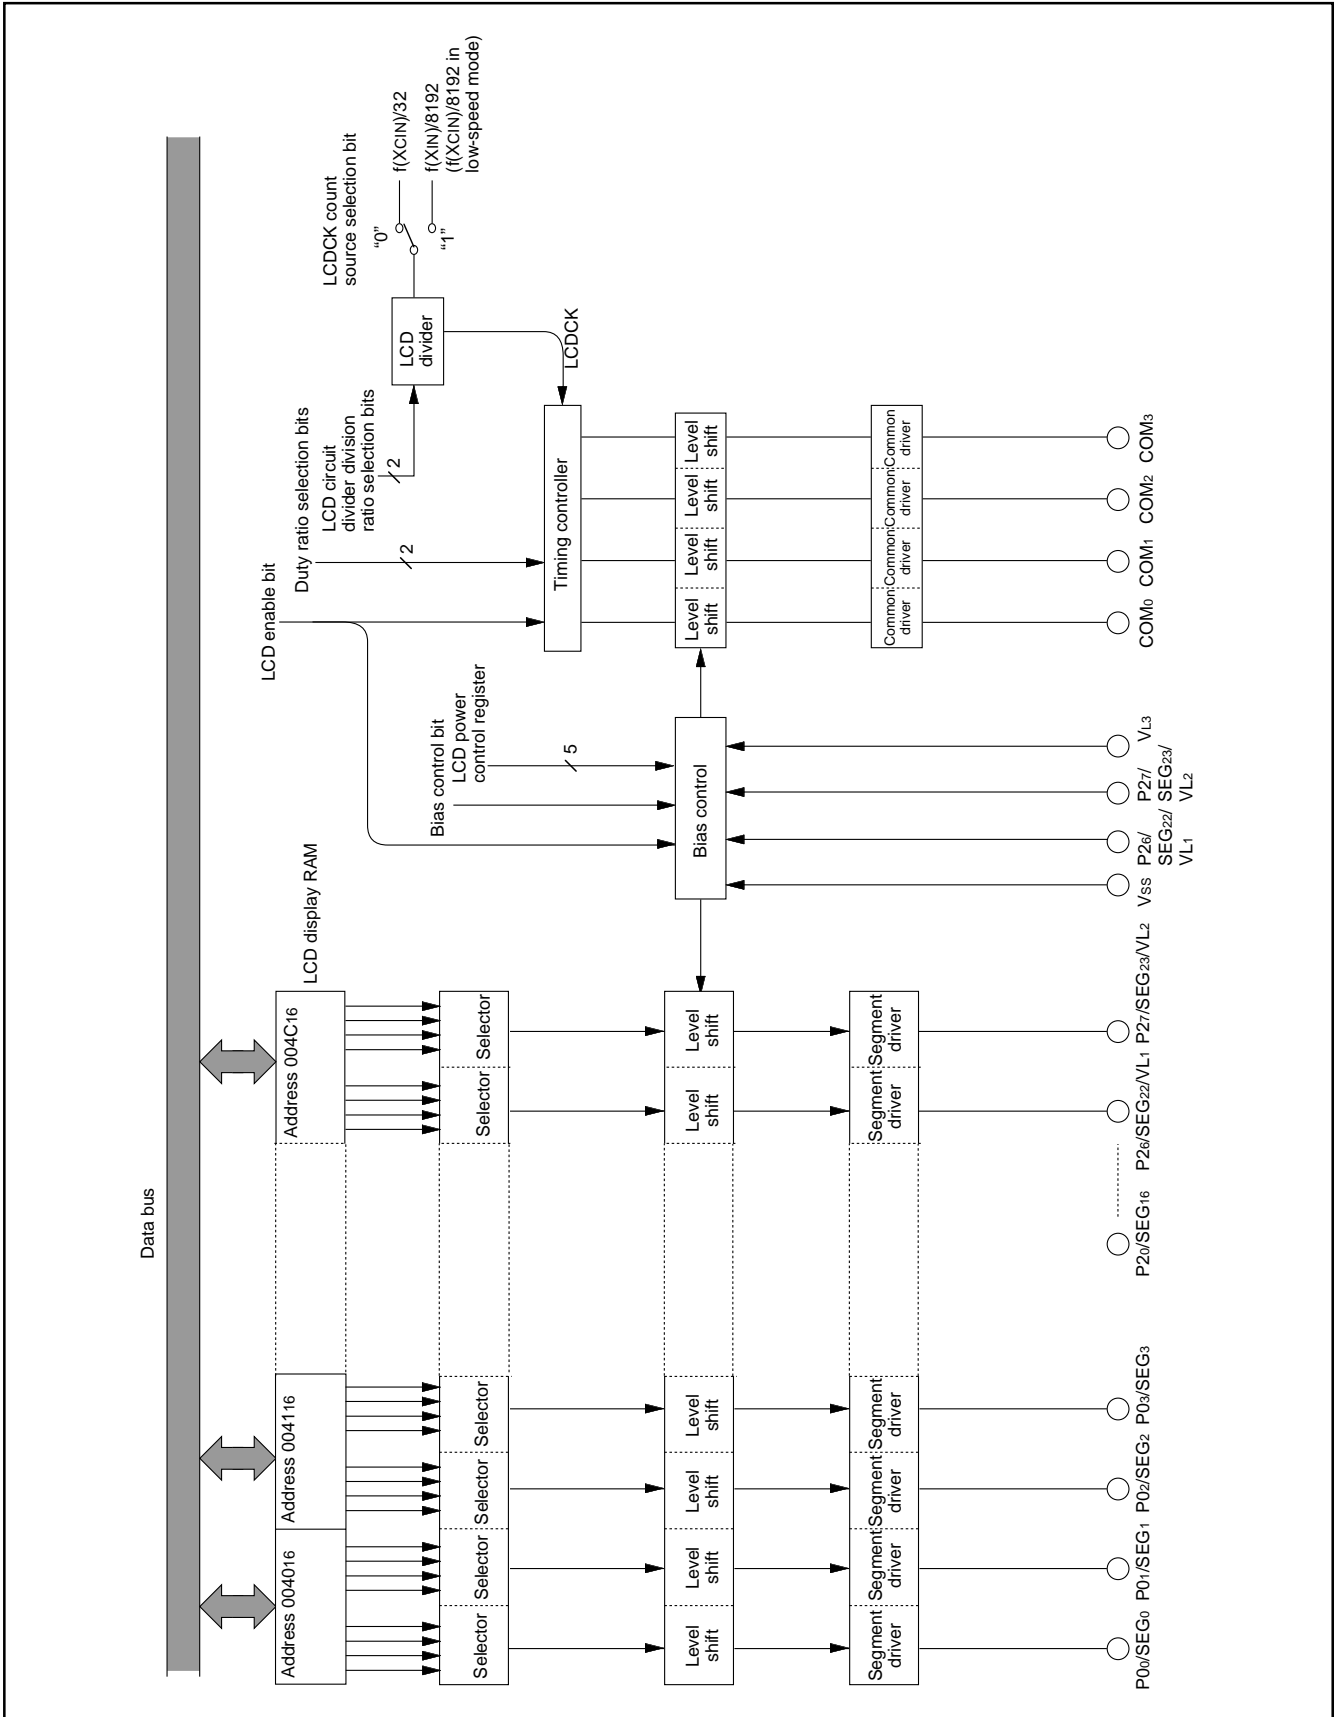 Data bus
Address 004016
Address 004116
Address 004C16
LCD display RAM
LCD enable bit
Duty ratio selection bits
LCD circuit
divider division
ratio selection bits
2
2
LCD
divider
LCDCK count
source selection bit
“0”
“1”
f(XCIN)/32
f(XIN)/8192
(f(XCIN)/8192 in
low-speed mode)
LCDCK
Bias control bit
LCD power
control register
5
Timing controller
Bias control
Selector
Selector
Selector
Selector
Selector
Selector
Level
shift
Level
shift
Level
shift
Level
shift
Level
shift
Level
shift
Level
shift
Level
shift
Level
shift
Level
shift
Segment
driver
Segment
driver
Segment
driver
Segment
driver
Segment
driver
Segment
driver
Common
driver
Common
driver
Common
driver
Common
driver
P00/SEG0
P01/SEG1
P02/SEG2
P03/SEG3
P20/SEG16
P26/SEG22/VL1
P27/SEG23/VL2
VSS
P26/
SEG22/
VL1
P27/
SEG23/
VL2
VL3
COM0
COM1
COM2
COM3